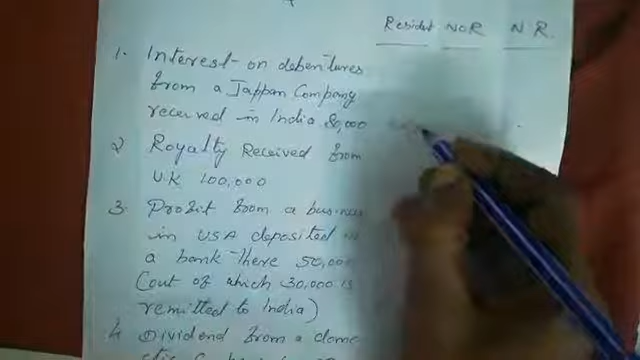 Resident NOR N R.
1. Interest on debentures
from a Jappan Company
received in India 80,000
2 Royalty Received from
U.K 100,000
3. Profit from a business
in USA deposited in
a bank there 50,000
(out of which 30,000 is
remitted to India)
4. Dividend from a dome